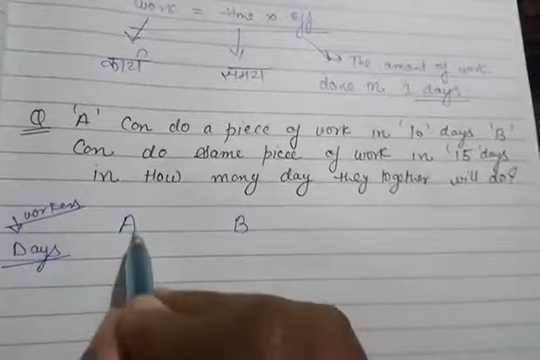 work = time x eff
कार्य समय
The amount of work
done in 1 days
Q 'A' Can do a piece of work in '10' days 'B'
Can do same piece of work in '15' days
in How many day they together will do?
workers A B
Days